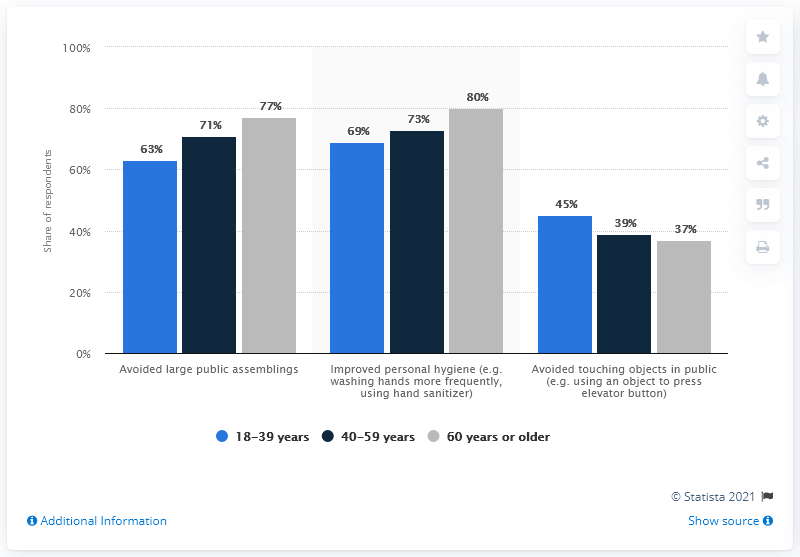 100%
80%
60%
40%
20%
0%
Share of respondents
63%
71%
77%
69%
73%
80%
45%
39%
37%
Avoided large public assemblings
Improved personal hygiene (e.g.
washing hands more frequently,
using hand sanitizer)
Avoided touching objects in public
(e.g. using an object to press
elevator button)
18–39 years
40–59 years
60 years or older
© Statista 2021
Additional Information
Show source